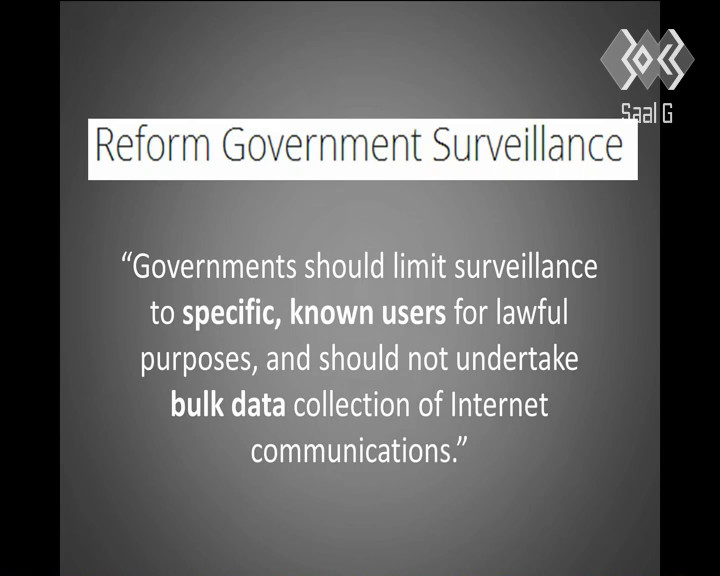 Saal G
Reform Government Surveillance
“Governments should limit surveillance
to specific, known users for lawful
purposes, and should not undertake
bulk data collection of Internet
communications.”